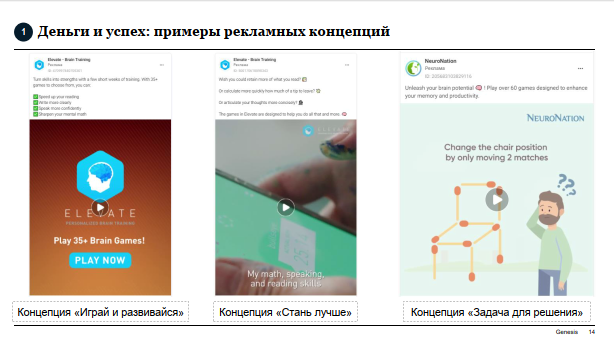 1 Деньги и успех: примеры рекламных концепций
Elevate - Brain Training
Реклама
Turn skills into strengths with a few short weeks of training. With 35+
games to choose from, you can:
✅ Speed up your reading
✅ Write more clearly
✅ Speak more confidently
✅ Sharpen your mental math
ELEVATE
PERSONALIZED BRAIN TRAINING
Play 35+ Brain Games!
PLAY NOW
Концепция «Играй и развивайся»
Elevate - Brain Training
Реклама
Wish you could retain more of what you read?
Or calculate more quickly how much of a tip to leave?
Or articulate your thoughts more concisely?
The games in Elevate are designed to help you do all that and more.
ELEVATE
My math, speaking,
and reading skills
Концепция «Стань лучше»
NeuroNation
Реклама
Unleash your brain potential 🧠 ! Play over 60 games designed to enhance
your memory and productivity.
NEURONATION
Change the chair position
by only moving 2 matches
???
Концепция «Задача для решения»
Genesis 14